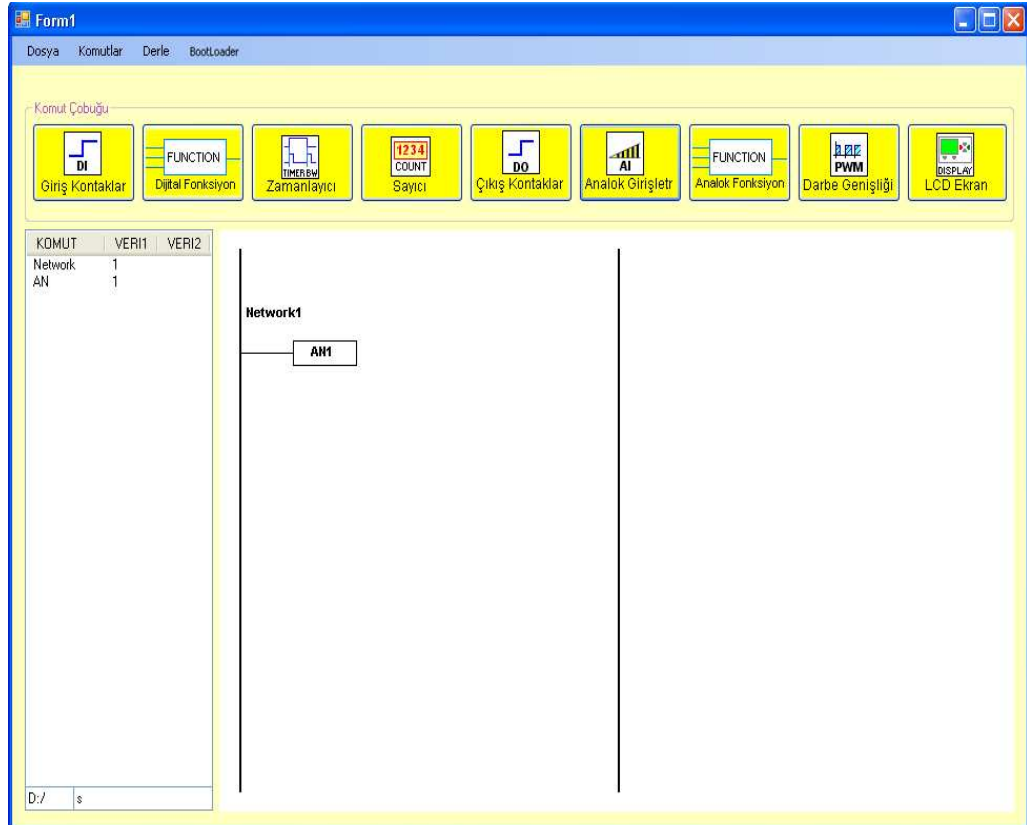 Form1
Dosya Komutlar Derle BootLoader
Komut Çobuğu
DI FUNCTION TIMER BW 1234 COUNT DO AI FUNCTION PWM DISPLAY
Giriş Kontaklar Dijital Fonksiyon Zamanlayıcı Sayıcı Çıkış Kontaklar Analok Girişletr Analok Fonksiyon Darbe Genişliği LCD Ekran
KOMUT VERI1 VERI2
Network 1
AN 1
Network1
AN1
D:/ s